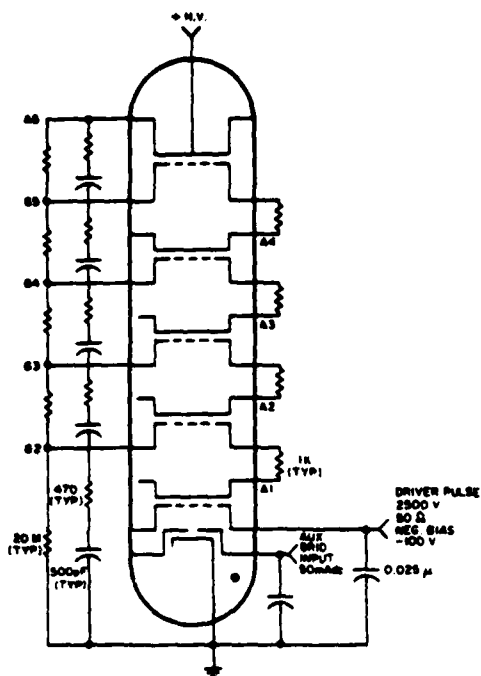 + H.V.
G5
A4
G4
A3
G3
A2
G2
1K
(TYP)
A1
470
(TYP)
20 M
(TYP)
500pF
(TYP)
DRIVER PULSE
2500 V
50 Ω
NEG. BIAS
-100 V
AUX
GRID
INPUT
50mAdc
0.025 μ